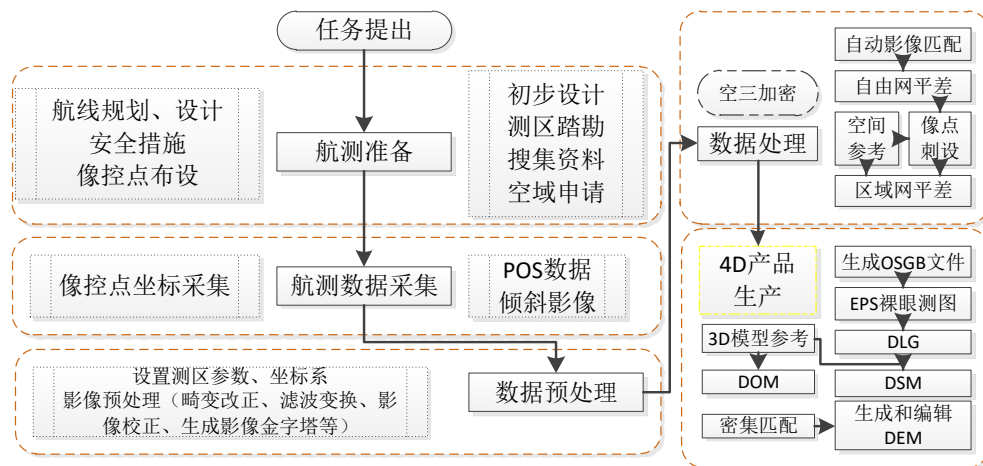 任务提出
航线规划、设计
安全措施
像控点布设
航测准备
初步设计
测区踏勘
搜集资料
空域申请
像控点坐标采集
航测数据采集
POS数据
倾斜影像
设置测区参数、坐标系
影像预处理（畸变改正、滤波变换、影
像校正、生成影像金字塔等）
数据预处理
空三加密
数据处理
自动影像匹配
自由网平差
空间
参考
像点
刺设
区域网平差
4D产品
生产
生成OSGB文件
EPS裸眼测图
3D模型参考
DLG
DOM
DSM
密集匹配
生成和编辑
DEM